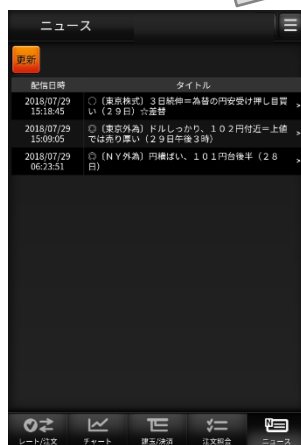 ニュース
更新
配信日時 タイトル
2018/07/29 15:18:45
○〔東京株式〕3日続伸＝為替の円安受け押し目買
い（29日）☆差替
2018/07/29 15:09:05
◎〔東京外為〕ドルしっかり、102円付近＝上値
では売り厚い（29日午後3時）
2018/07/29 06:23:51
◎〔NY外為〕円横ばい、101円台後半（28
日）
レート/注文 チャート 建玉/決済 注文照会 ニュース